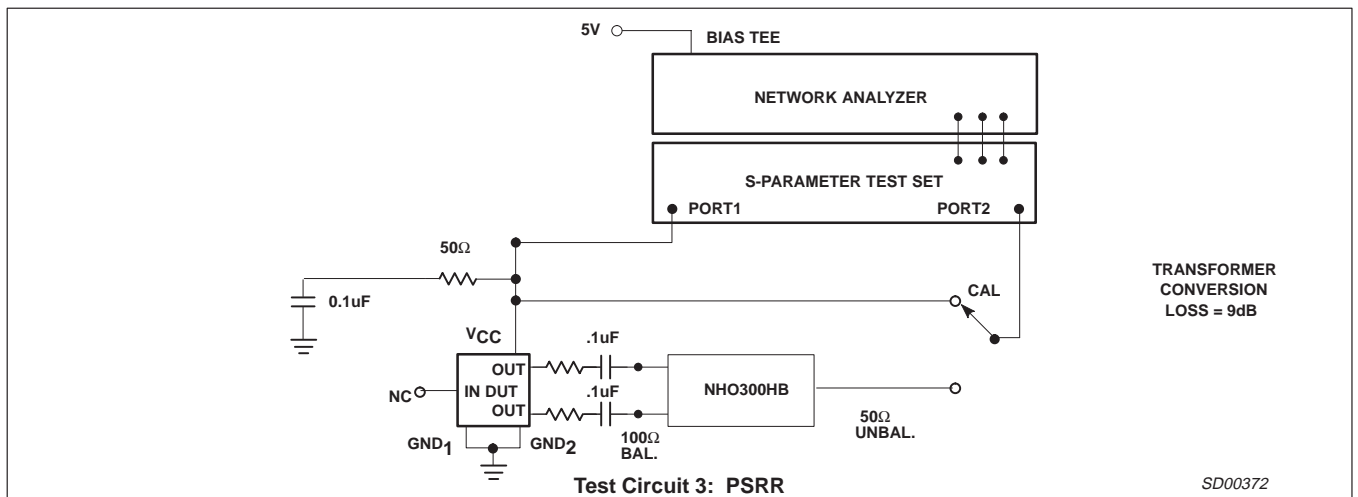 5V
BIAS TEE
NETWORK ANALYZER
S-PARAMETER TEST SET
PORT1
PORT2
50Ω
0.1uF
CAL
TRANSFORMER
CONVERSION
LOSS = 9dB
VCC
.1uF
OUT
NC
IN DUT
.1uF
OUT
NHO300HB
GND1
GND2
100Ω
BAL.
50Ω
UNBAL.
Test Circuit 3: PSRR
SD00372